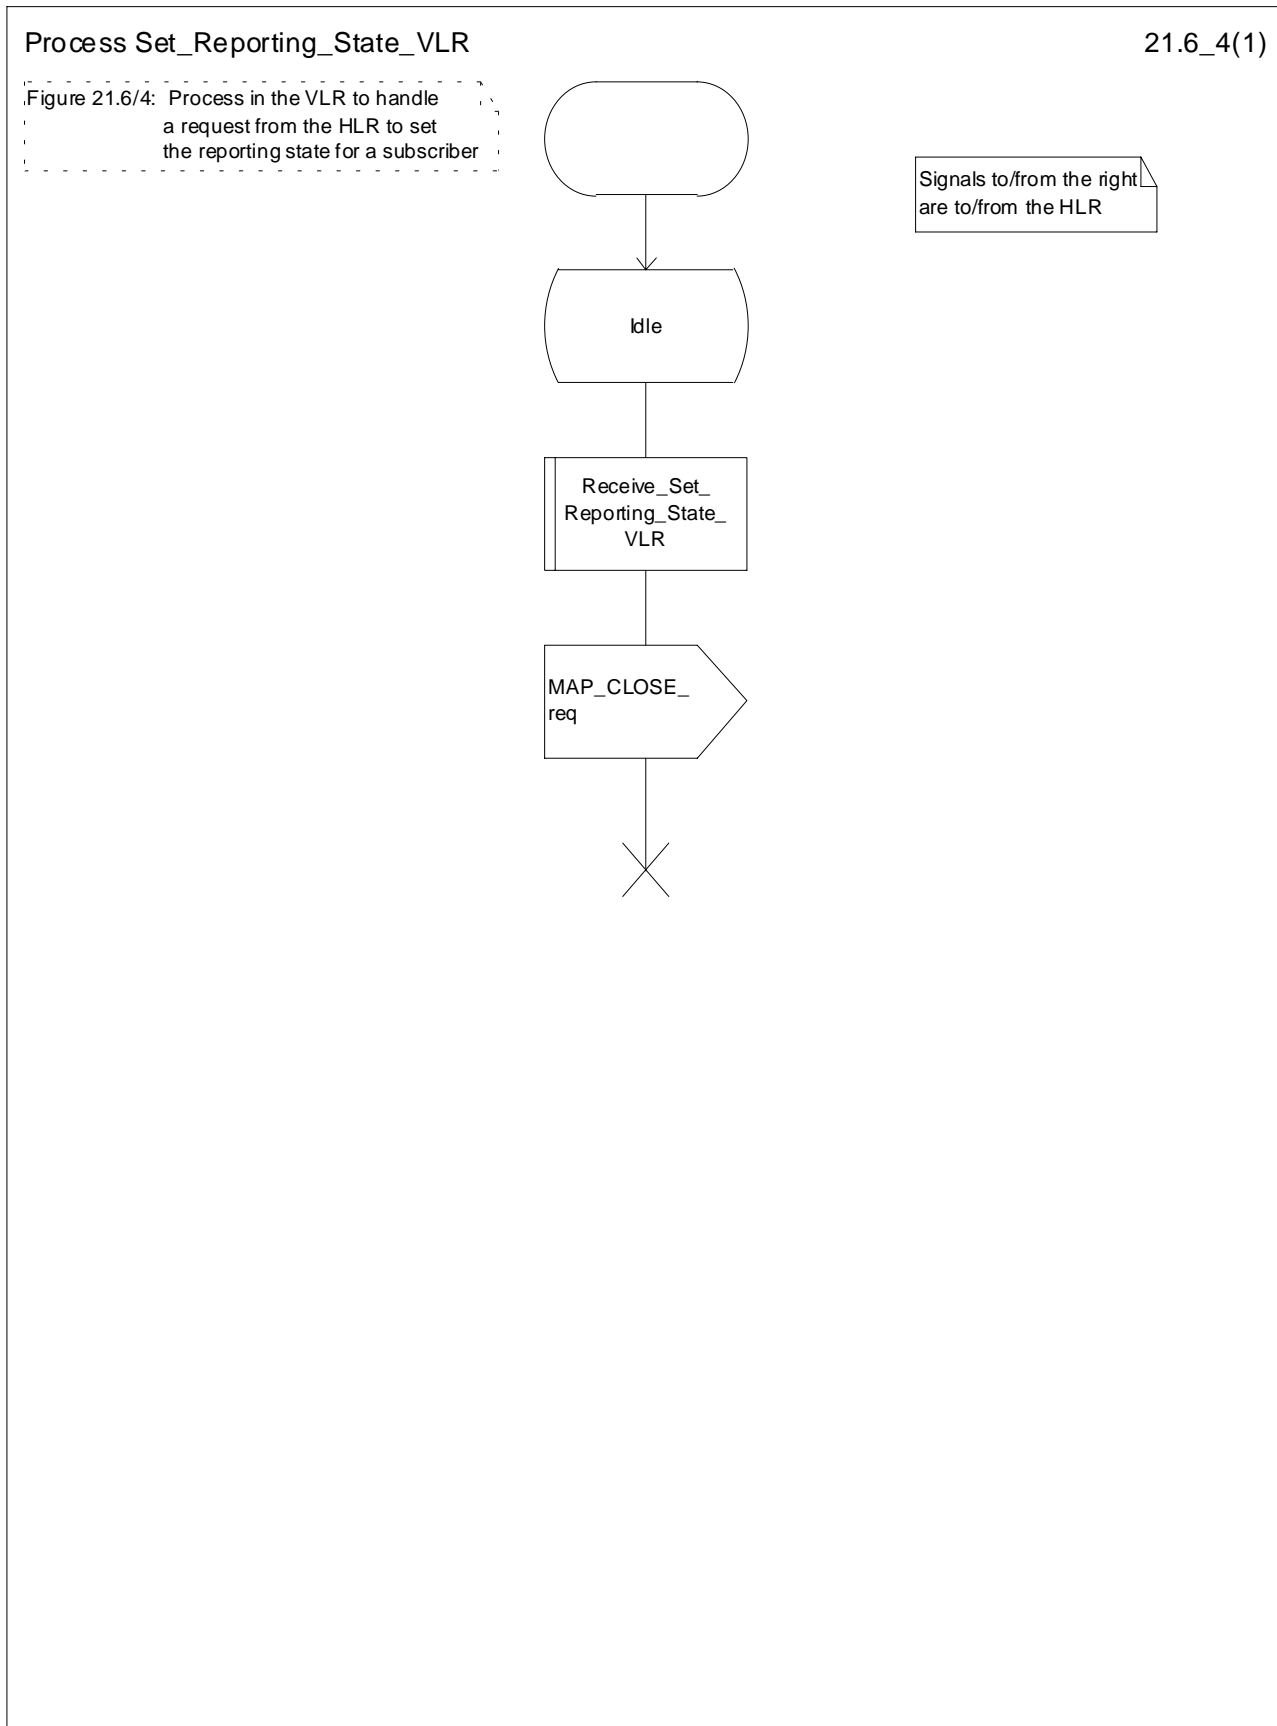 Process Set_Reporting_State_VLR
21.6_4(1)
Figure 21.6/4: Process in the VLR to handle
a request from the HLR to set
the reporting state for a subscriber
Signals to/from the right
are to/from the HLR
Idle
Receive_Set_
Reporting_State_
VLR
MAP_CLOSE_
req